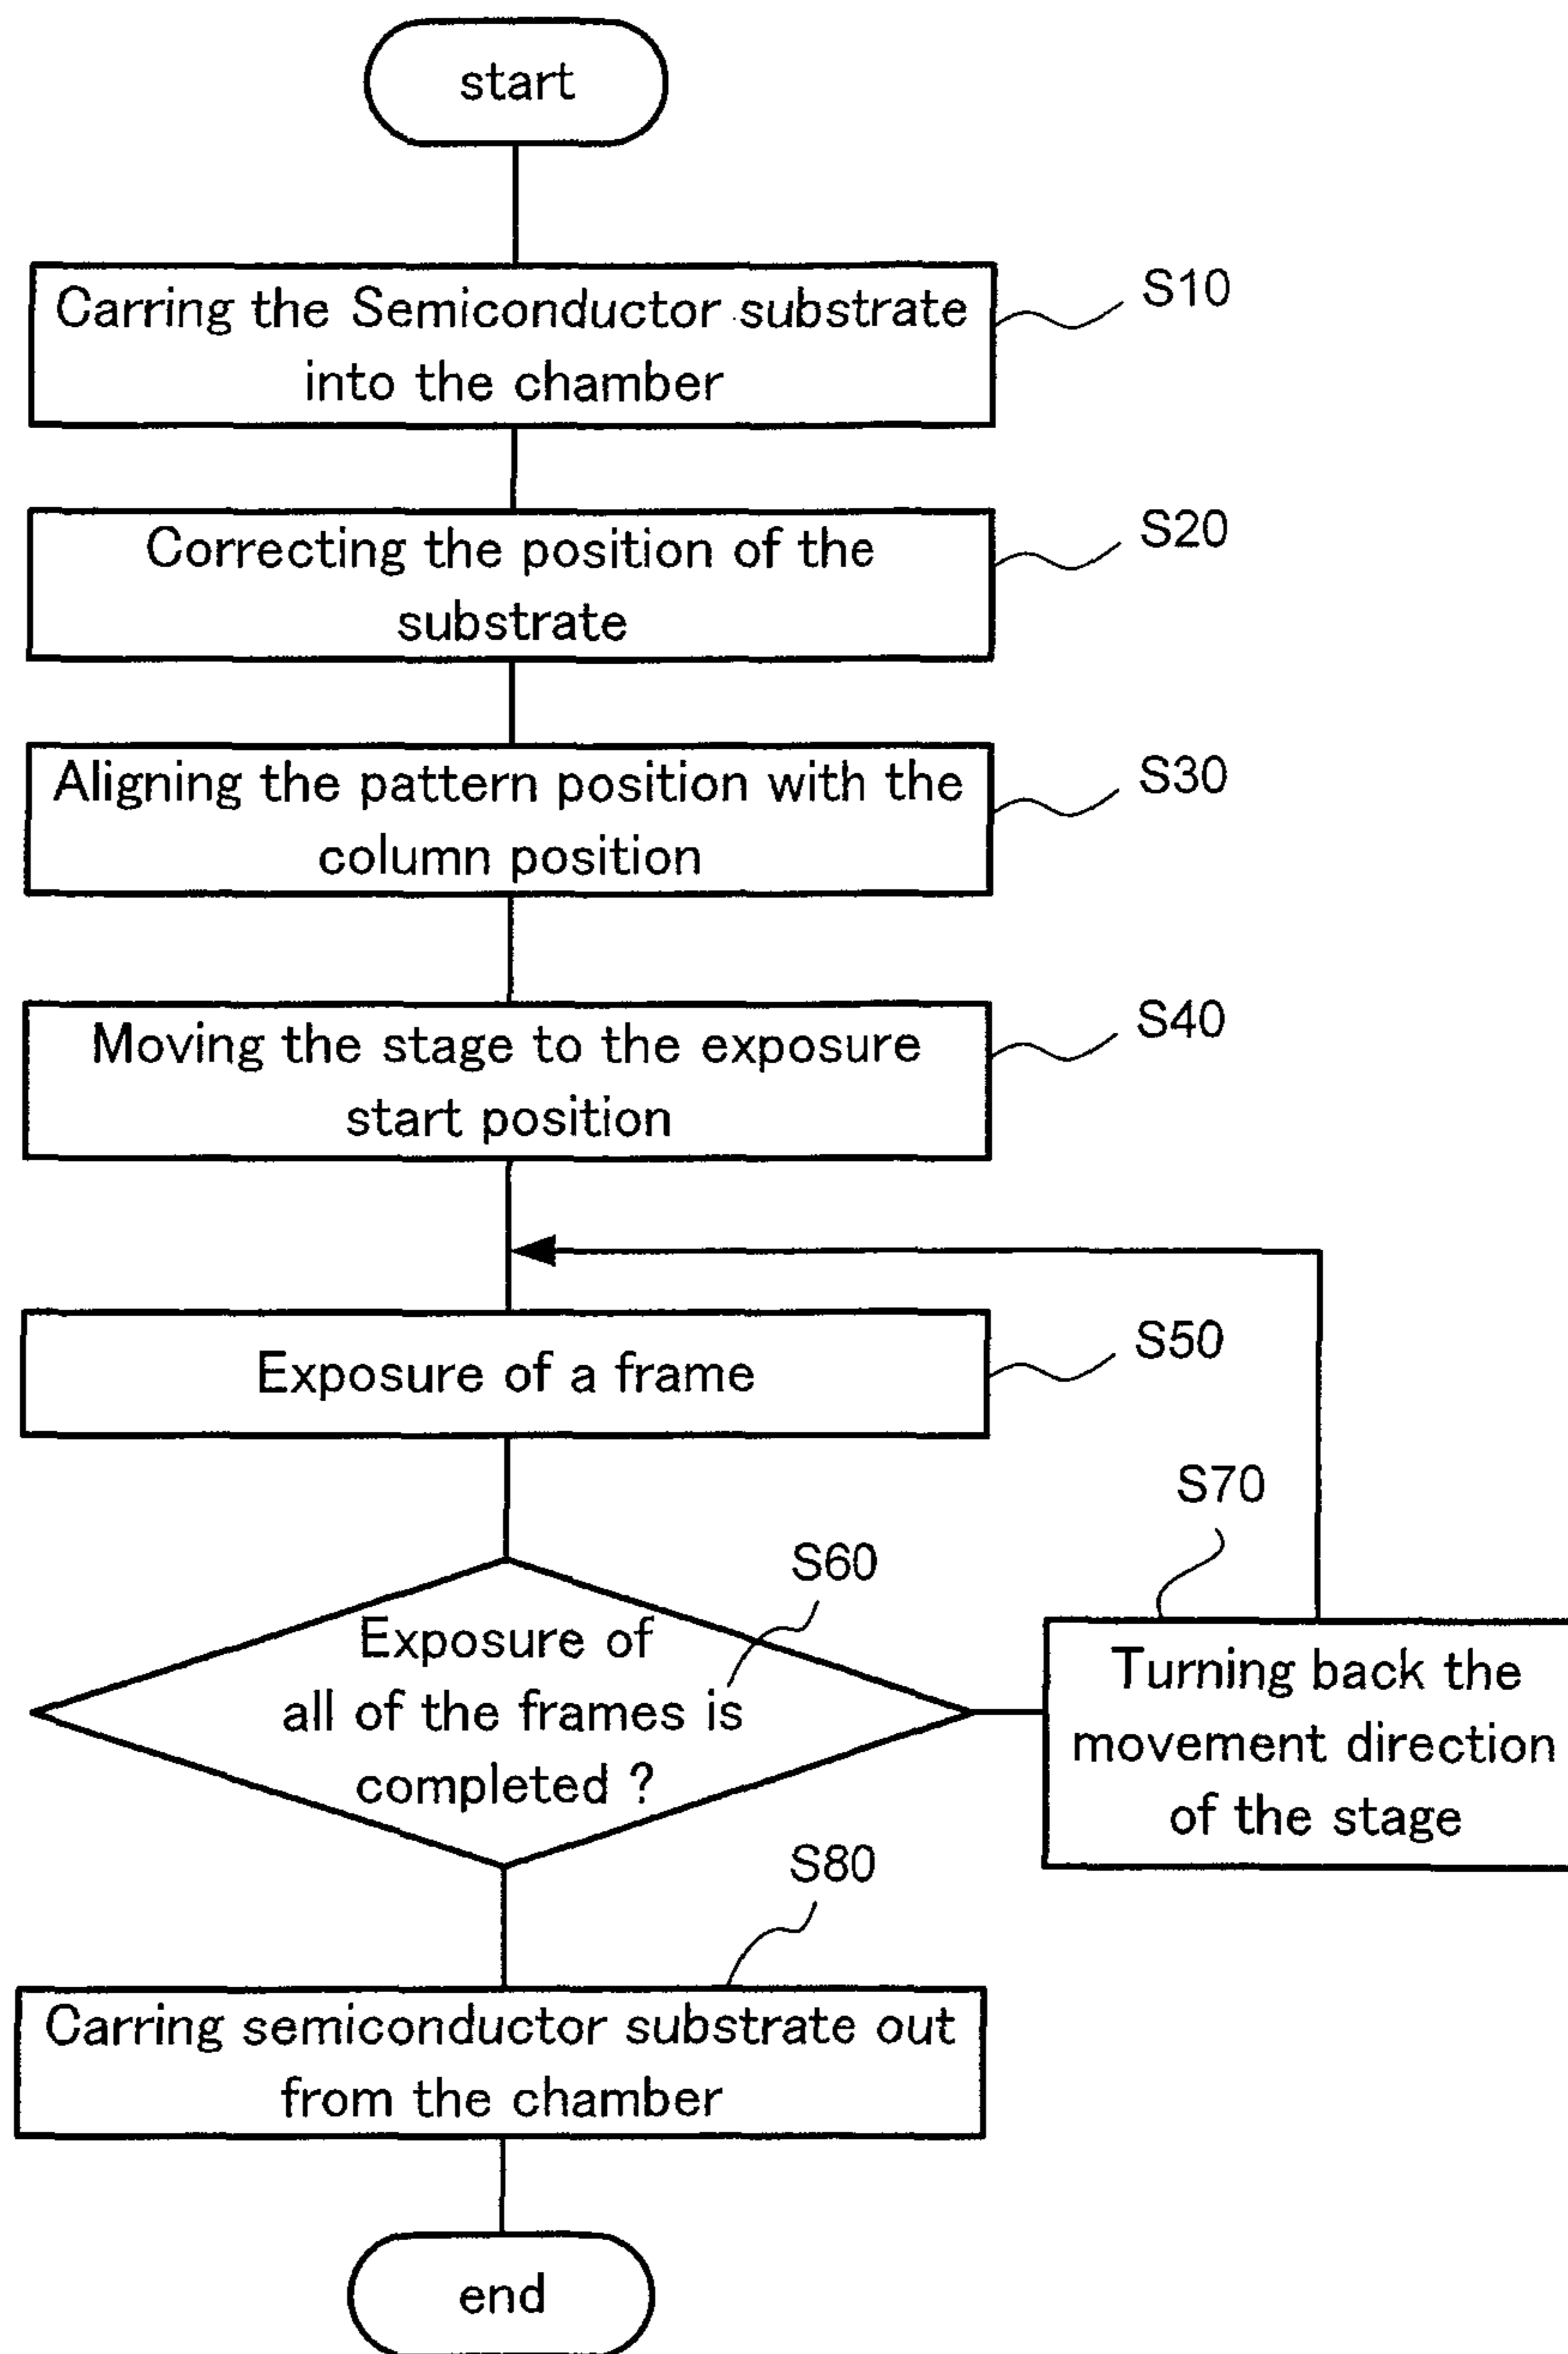 start
Carring the Semiconductor substrate
into the chamber
S10
Correcting the position of the
substrate
S20
Aligning the pattern position with the
column position
S30
Moving the stage to the exposure
start position
S40
Exposure of a frame
S50
S60
Exposure of
all of the frames is
completed ?
S70
Turning back the
movement direction
of the stage
S80
Carring semiconductor substrate out
from the chamber
end